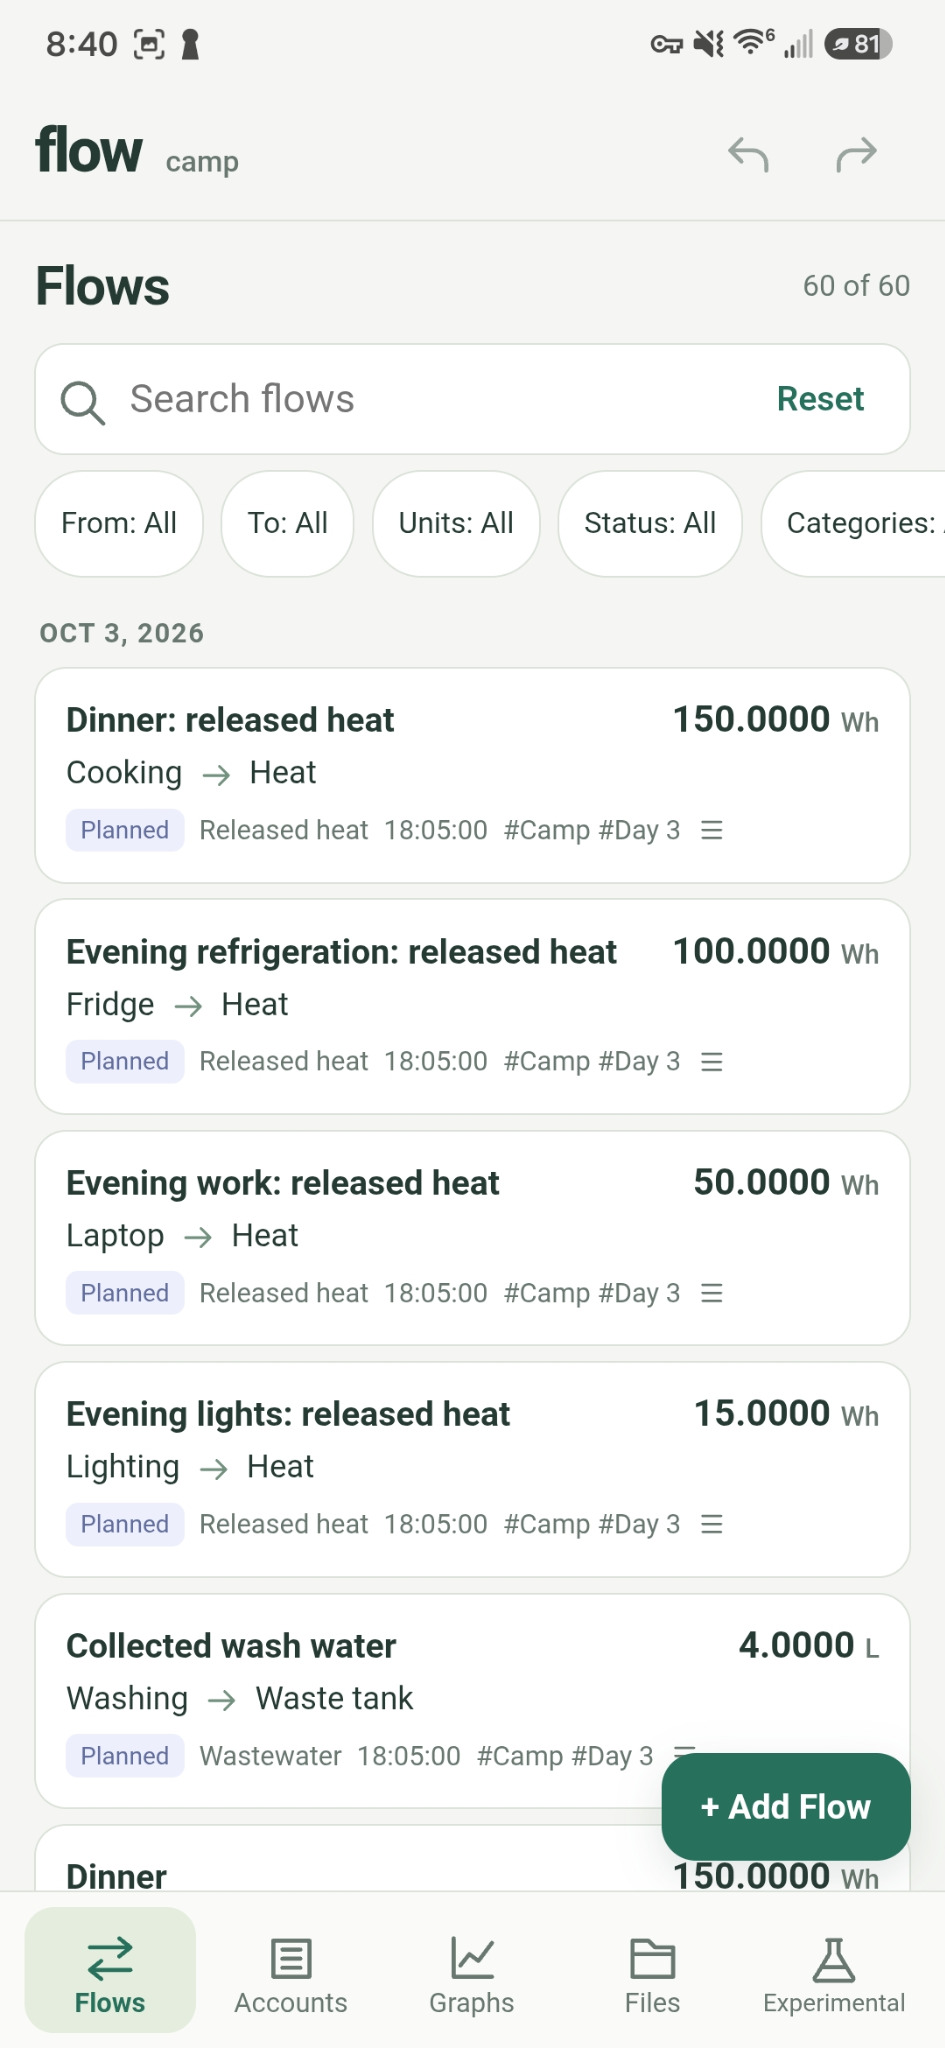 8:40
6
81
flow camp
Flows
60 of 60
Search flows
Reset
From: All
To: All
Units: All
Status: All
Categories:
OCT 3, 2026
Dinner: released heat
150.0000 Wh
Cooking → Heat
Planned Released heat 18:05:00 #Camp #Day 3
Evening refrigeration: released heat
100.0000 Wh
Fridge → Heat
Planned Released heat 18:05:00 #Camp #Day 3
Evening work: released heat
50.0000 Wh
Laptop → Heat
Planned Released heat 18:05:00 #Camp #Day 3
Evening lights: released heat
15.0000 Wh
Lighting → Heat
Planned Released heat 18:05:00 #Camp #Day 3
Collected wash water
4.0000 L
Washing → Waste tank
Planned Wastewater 18:05:00 #Camp #Day 3
+ Add Flow
Dinner
150.0000 Wh
Flows
Accounts
Graphs
Files
Experimental